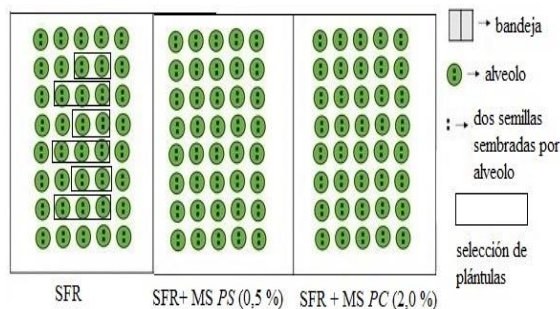 SFR
SFR+ MS PS (0,5 %)
SFR + MS PC (2,0 %)
bandeja
alveolo
dos semillas
sembradas por
alveolo
selección de
plántulas